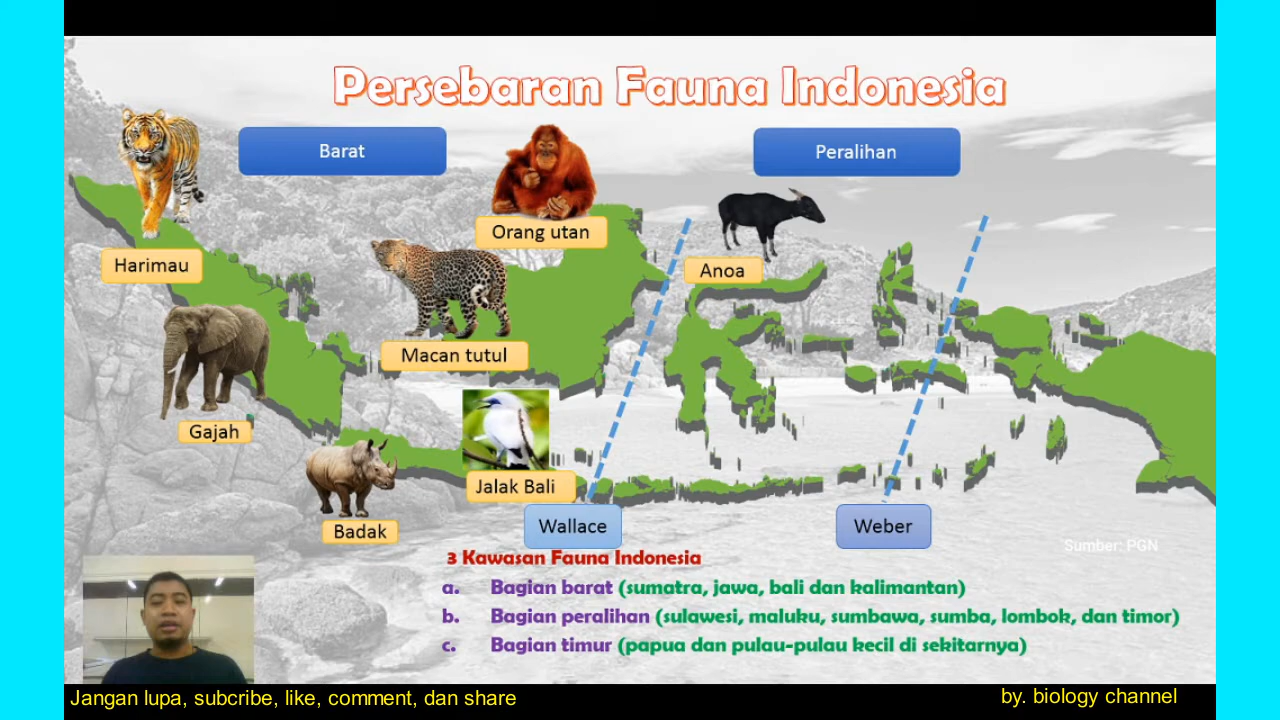 Persebaran Fauna Indonesia
Barat
Peralihan
Orang utan
Harimau
Anoa
Macan tutul
Gajah
Jalak Bali
Badak
Wallace
Weber
Sumber: PGN
3 Kawasan Fauna Indonesia
a. Bagian barat (sumatra, jawa, bali dan kalimantan)
b. Bagian peralihan (sulawesi, maluku, sumbawa, sumba, lombok, dan timor)
c. Bagian timur (papua dan pulau-pulau kecil di sekitarnya)
Jangan lupa, subcribe, like, comment, dan share
by. biology channel